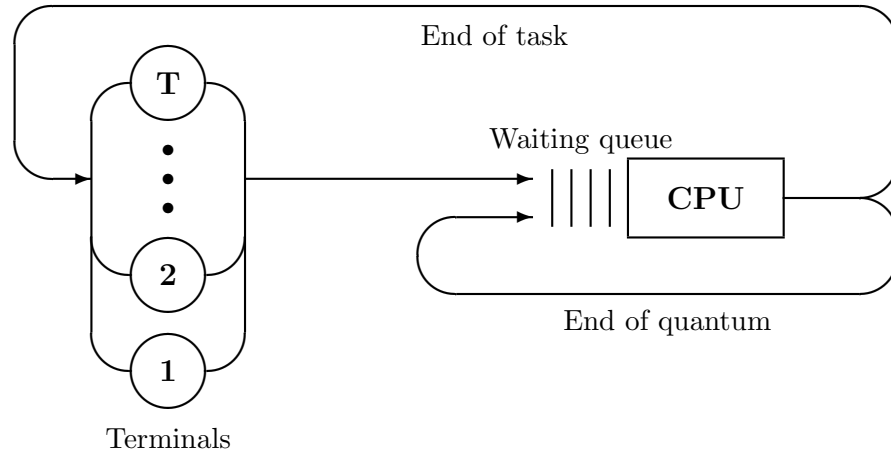 End of task
T
Waiting queue
CPU
2
End of quantum
1
Terminals